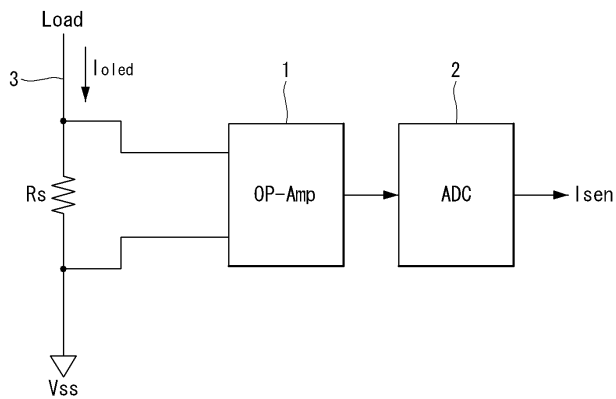 Load
3
Ioled
1
2
Rs
OP-Amp
ADC
Isen
Vss